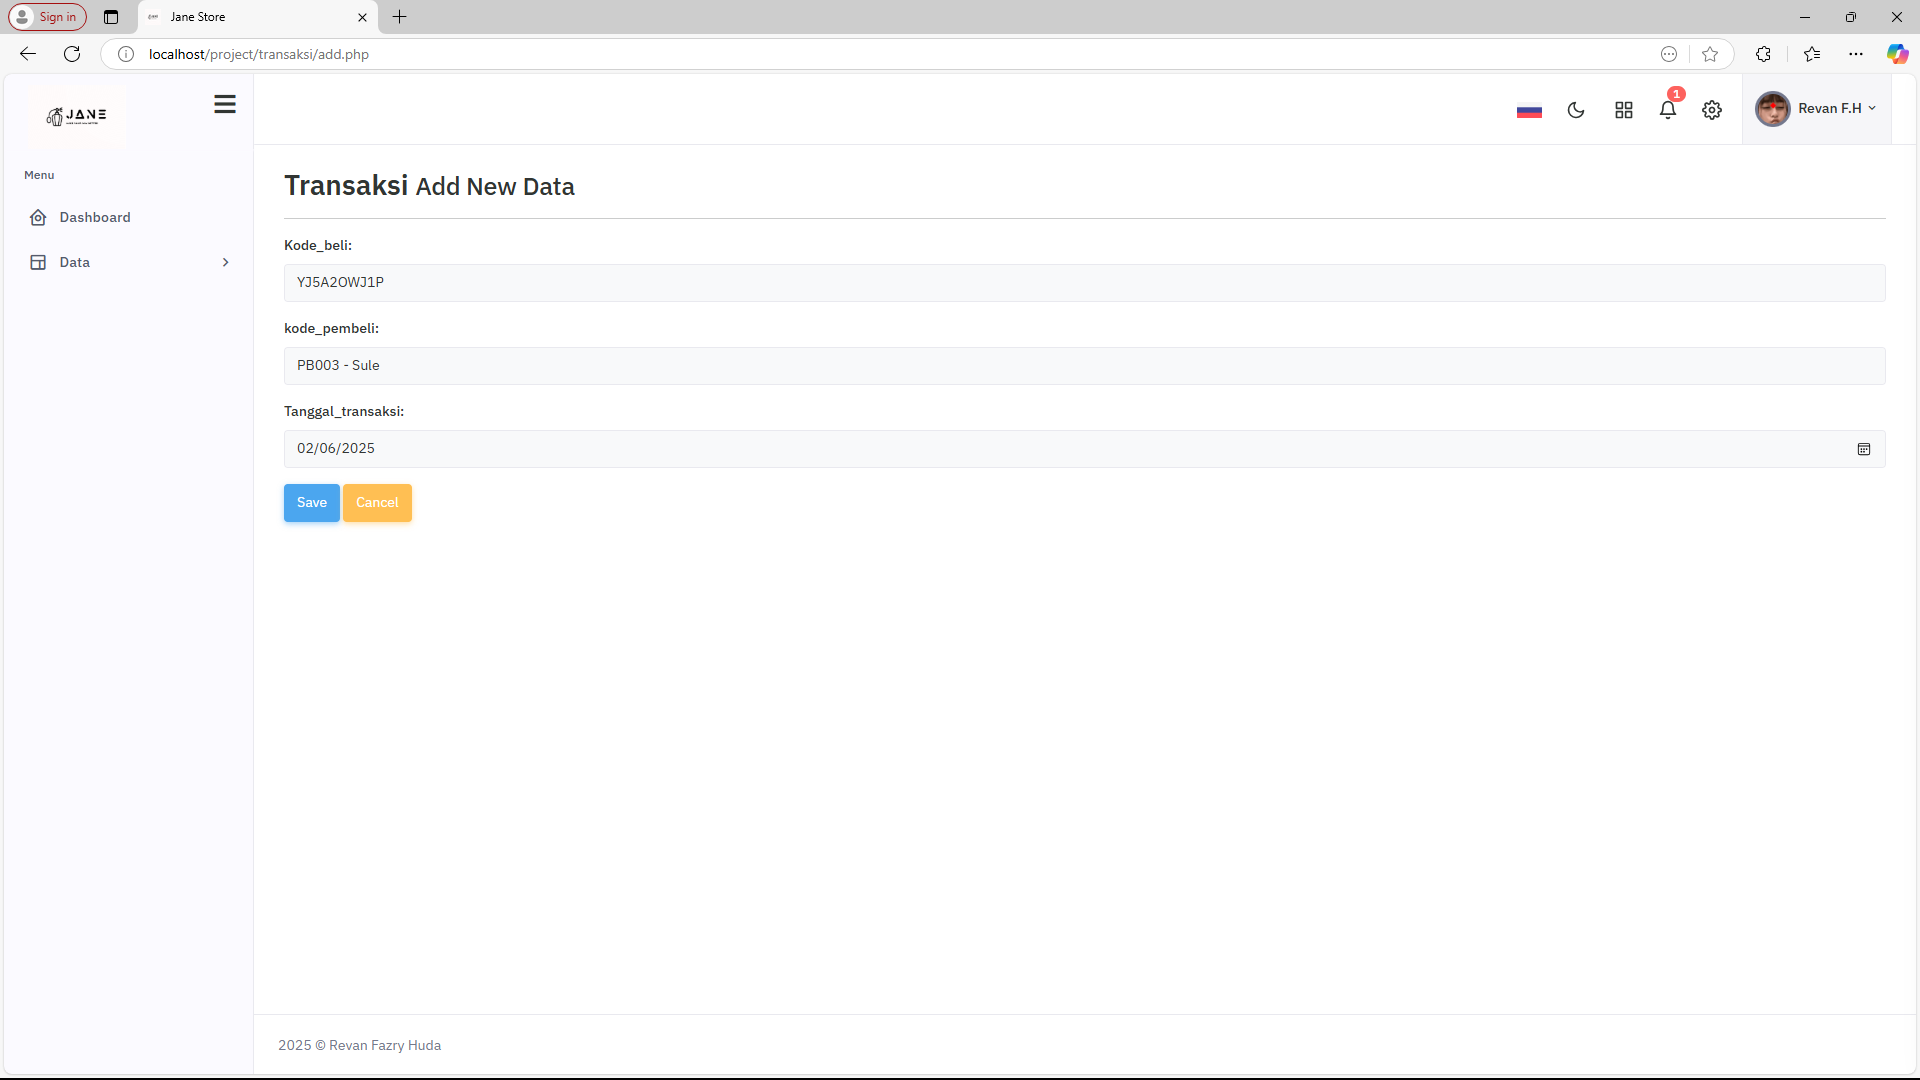 Sign in
Jane Store
localhost/project/transaksi/add.php
JANE
1
Revan F.H
Menu
Dashboard
Data
Transaksi Add New Data
Kode_beli:
YJ5A2OWJ1P
kode_pembeli:
PB003 - Sule
Tanggal_transaksi:
02/06/2025
Save Cancel
2025 © Revan Fazry Huda